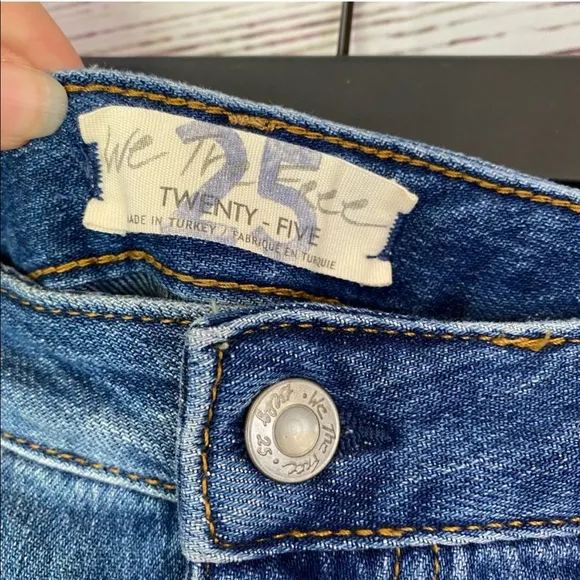 We The Free
25
TWENTY - FIVE
MADE IN TURKEY / FABRIQUE EN TURQUIE
We The Free
25